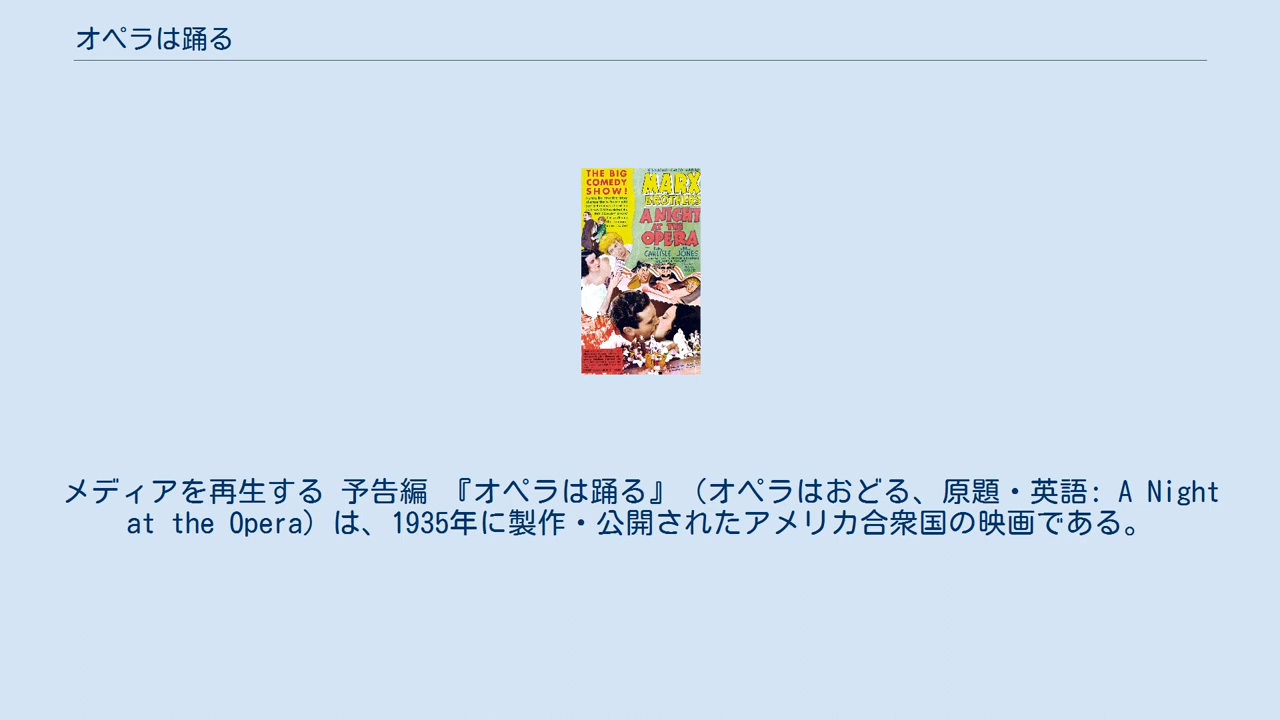 オペラは踊る
THE BIG
COMEDY
SHOW!
MARX
BROTHERS
A NIGHT
AT THE
OPERA
CARLISLE JONES
メディアを再生する 予告編 『オペラは踊る』（オペラはおどる、原題・英語: A Night
at the Opera）は、1935年に製作・公開されたアメリカ合衆国の映画である。